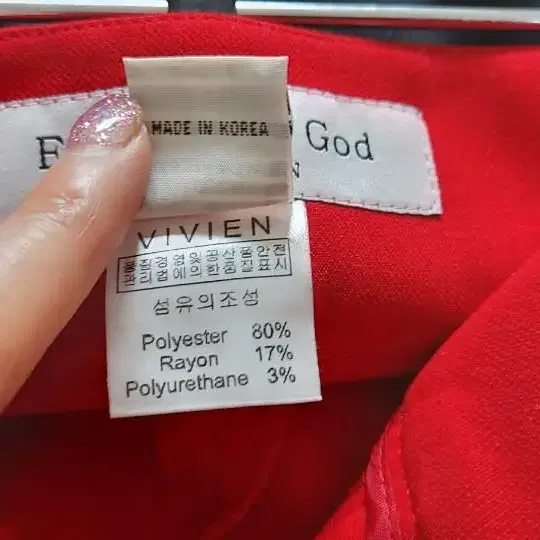 MADE IN KOREA
God
N
VIVIEN
섬유의조성
Polyester 80%
Rayon 17%
Polyurethane 3%